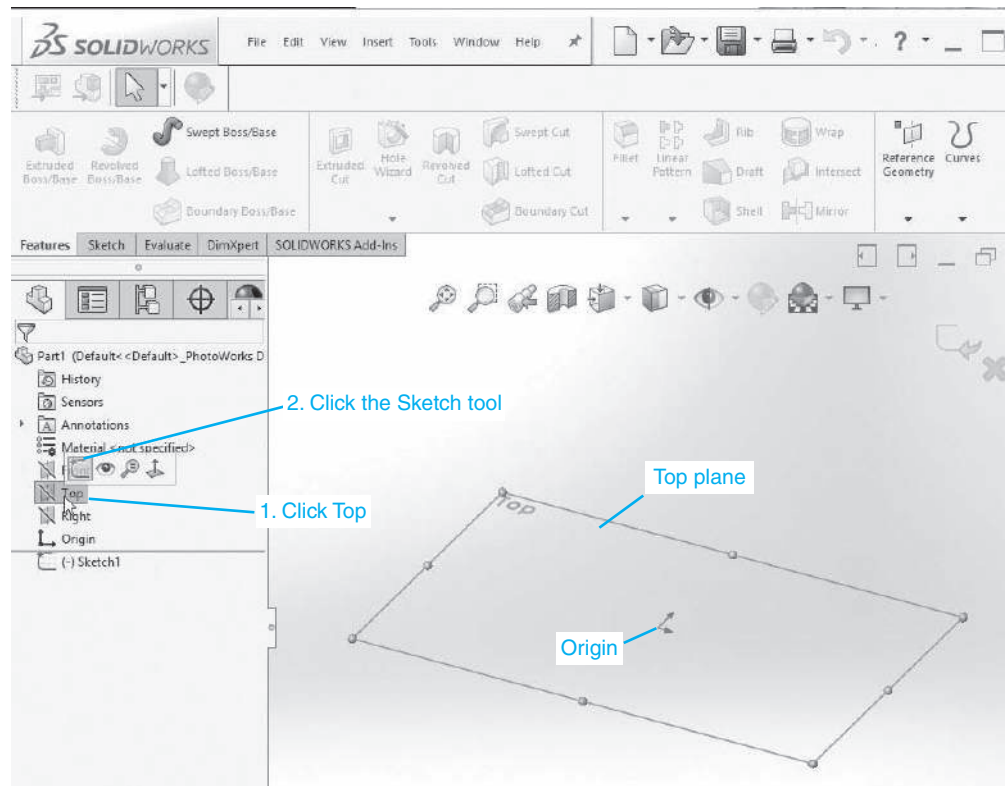 SOLIDWORKS File Edit View Insert Tools Window Help ?
Extruded Boss/Base
Revolved Boss/Base
Swept Boss/Base
Lofted Boss/Base
Boundary Boss/Base
Extruded Cut
Hole Wizard
Revolved Cut
Swept Cut
Lofted Cut
Boundary Cut
Fillet
Linear Pattern
Rib
Draft
Shell
Wrap
Intersect
Mirror
Reference Geometry
Curves
Features Sketch Evaluate DimXpert SOLIDWORKS Add-Ins
Part1 (Default<<Default>_PhotoWorks D
History
Sensors
Annotations
Material <not specified>
Top
Right
Origin
(-) Sketch1
2. Click the Sketch tool
1. Click Top
Top plane
Top
Origin